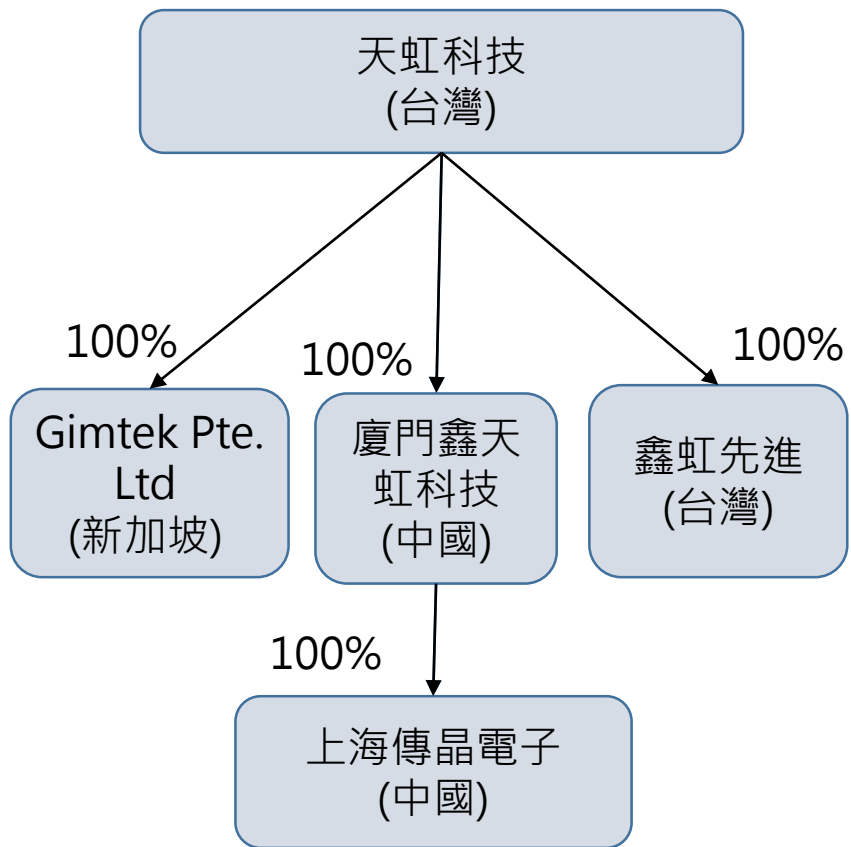 天虹科技
(台灣)
100%
100%
100%
Gimtek Pte.
Ltd
(新加坡)
廈門鑫天
虹科技
(中國)
鑫虹先進
(台灣)
100%
上海傳晶電子
(中國)